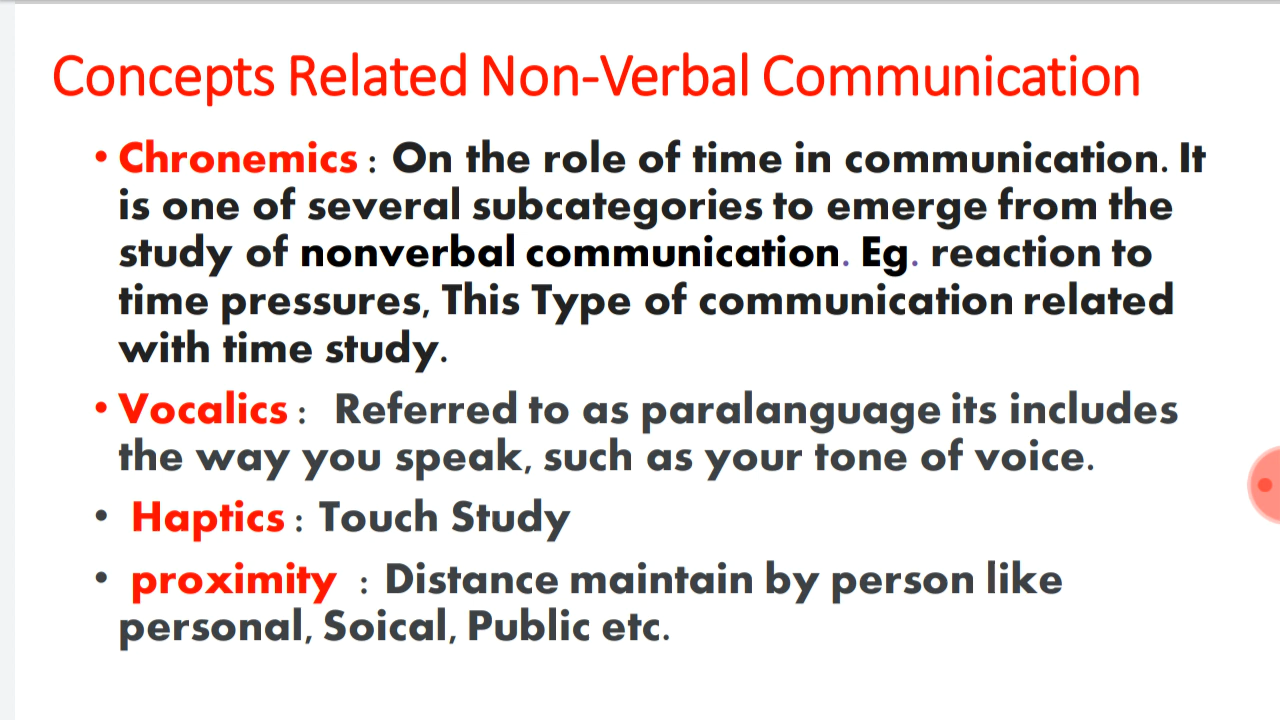 Concepts Related Non-Verbal Communication
• Chronemics : On the role of time in communication. It
is one of several subcategories to emerge from the
study of nonverbal communication. Eg. reaction to
time pressures, This Type of communication related
with time study.
• Vocalics : Referred to as paralanguage its includes
the way you speak, such as your tone of voice.
• Haptics : Touch Study
• proximity : Distance maintain by person like
personal, Soical, Public etc.